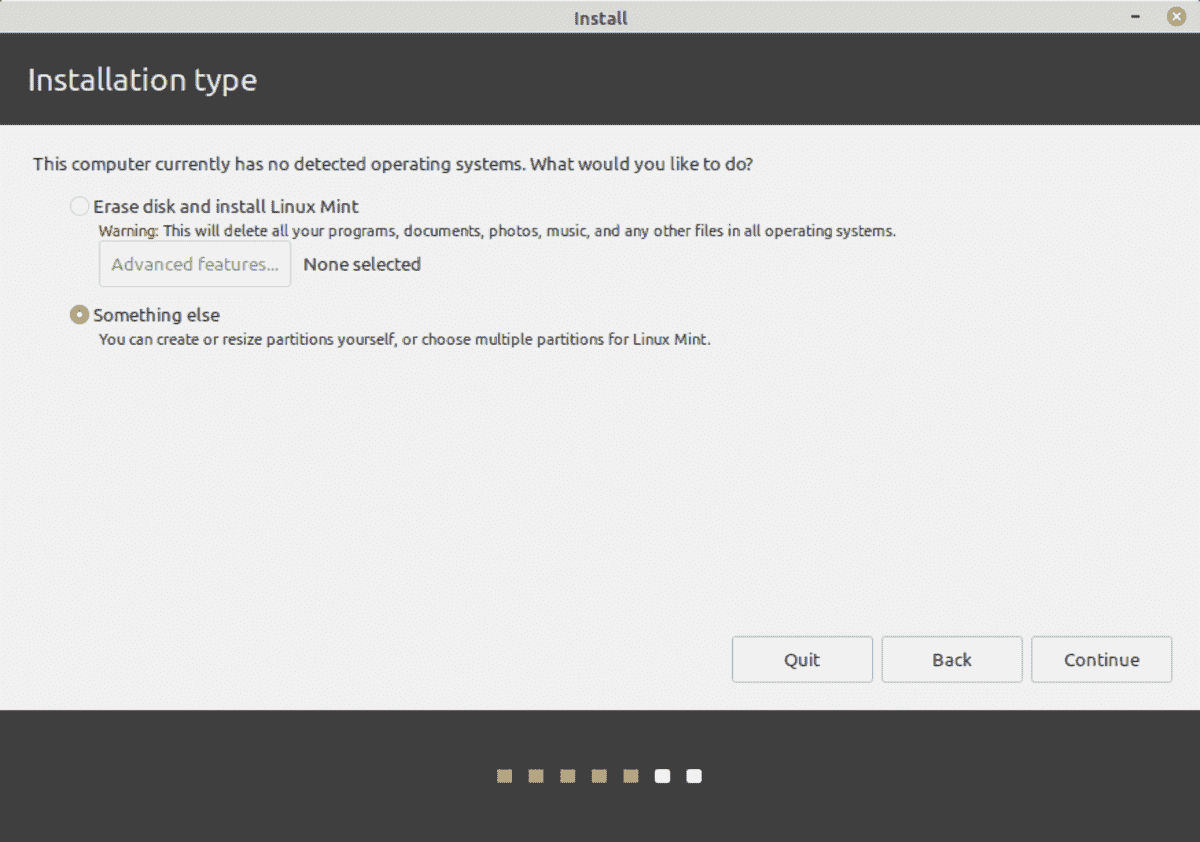 Install
Installation type
This computer currently has no detected operating systems. What would you like to do?
Erase disk and install Linux Mint
Warning: This will delete all your programs, documents, photos, music, and any other files in all operating systems.
Advanced features... None selected
Something else
You can create or resize partitions yourself, or choose multiple partitions for Linux Mint.
Quit Back Continue